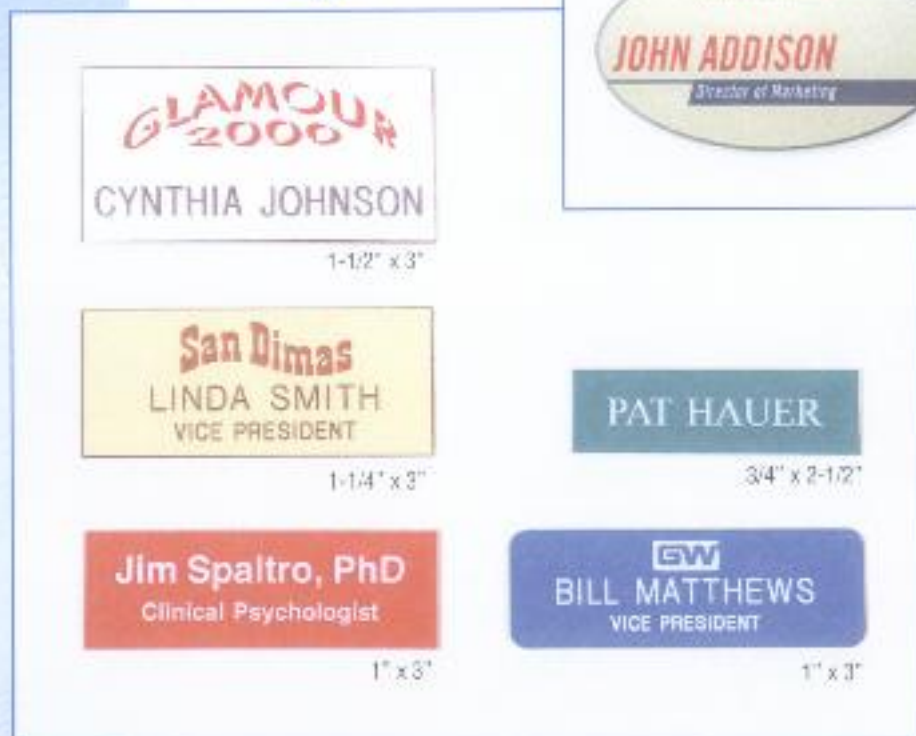 JOHN ADDISON
Director of Marketing
GLAMOUR
2000
CYNTHIA JOHNSON
1-1/2" x 3"
San Dimas
LINDA SMITH
VICE PRESIDENT
1-1/4" x 3"
PAT HAUER
3/4" x 2-1/2"
Jim Spaltro, PhD
Clinical Psychologist
1" x 3"
GW
BILL MATTHEWS
VICE PRESIDENT
1" x 3"